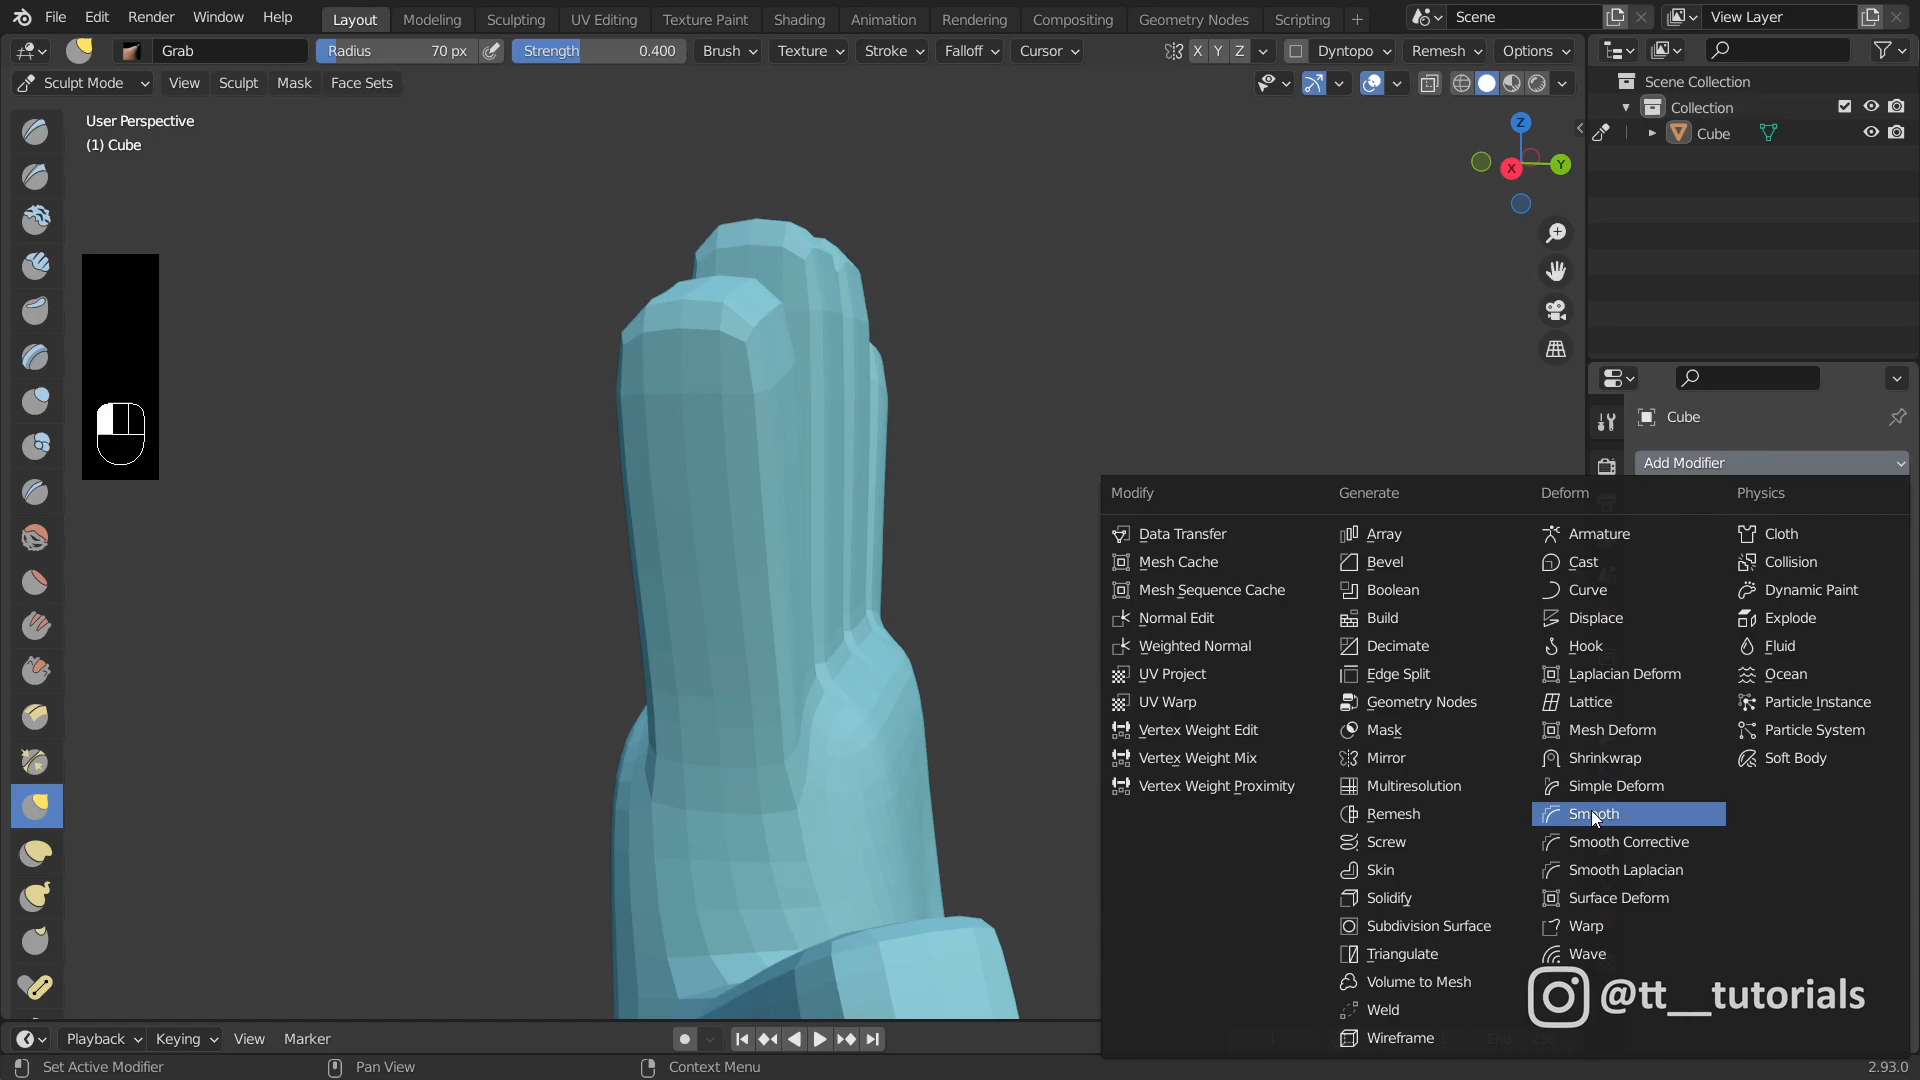 File Edit Render Window Help Layout Modeling Sculpting UV Editing Texture Paint Shading Animation Rendering Compositing Geometry Nodes Scripting + Scene View Layer
Grab Radius 70 px Strength 0.400 Brush Texture Stroke Falloff Cursor X Y Z Dyntopo Remesh Options
Sculpt Mode View Sculpt Mask Face Sets
Scene Collection
Collection
Cube
User Perspective
(1) Cube
Z
X
Y
Cube
Add Modifier
Modify Generate Deform Physics
Data Transfer Array Armature Cloth
Mesh Cache Bevel Cast Collision
Mesh Sequence Cache Boolean Curve Dynamic Paint
Normal Edit Build Displace Explode
Weighted Normal Decimate Hook Fluid
UV Project Edge Split Laplacian Deform Ocean
UV Warp Geometry Nodes Lattice Particle Instance
Vertex Weight Edit Mask Mesh Deform Particle System
Vertex Weight Mix Mirror Shrinkwrap Soft Body
Vertex Weight Proximity Multiresolution Simple Deform
Remesh Smooth
Screw Smooth Corrective
Skin Smooth Laplacian
Solidify Surface Deform
Subdivision Surface Warp
Triangulate Wave
Volume to Mesh
Weld
Wireframe
@tt__tutorials
Playback Keying View Marker
End
Set Active Modifier Pan View Context Menu 2.93.0